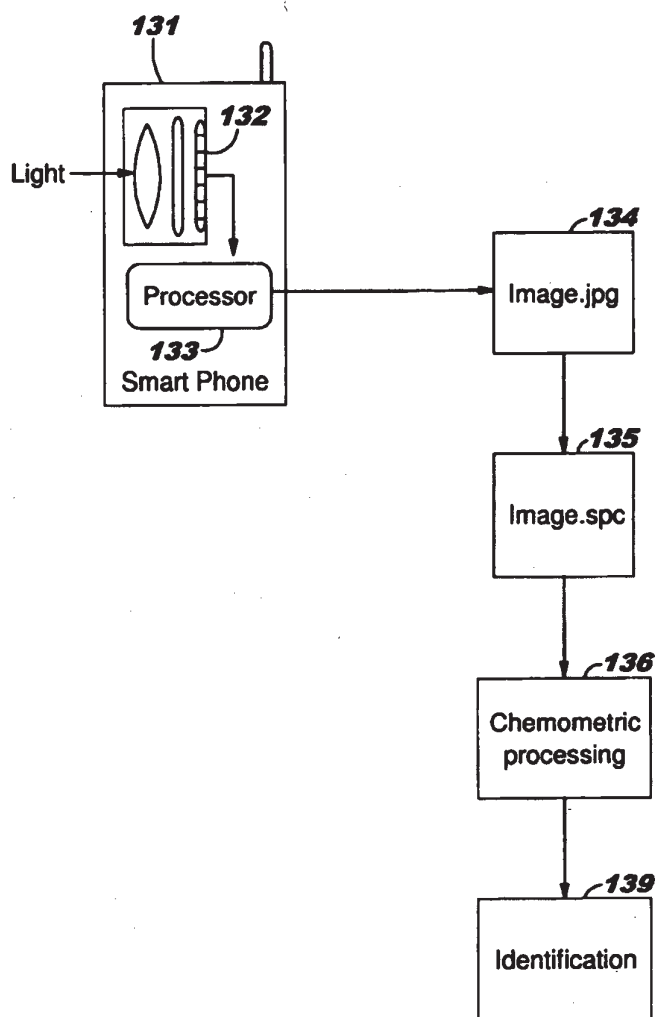 131
132
Light
Processor
133
Smart Phone
134
Image.jpg
135
Image.spc
136
Chemometric
processing
139
Identification